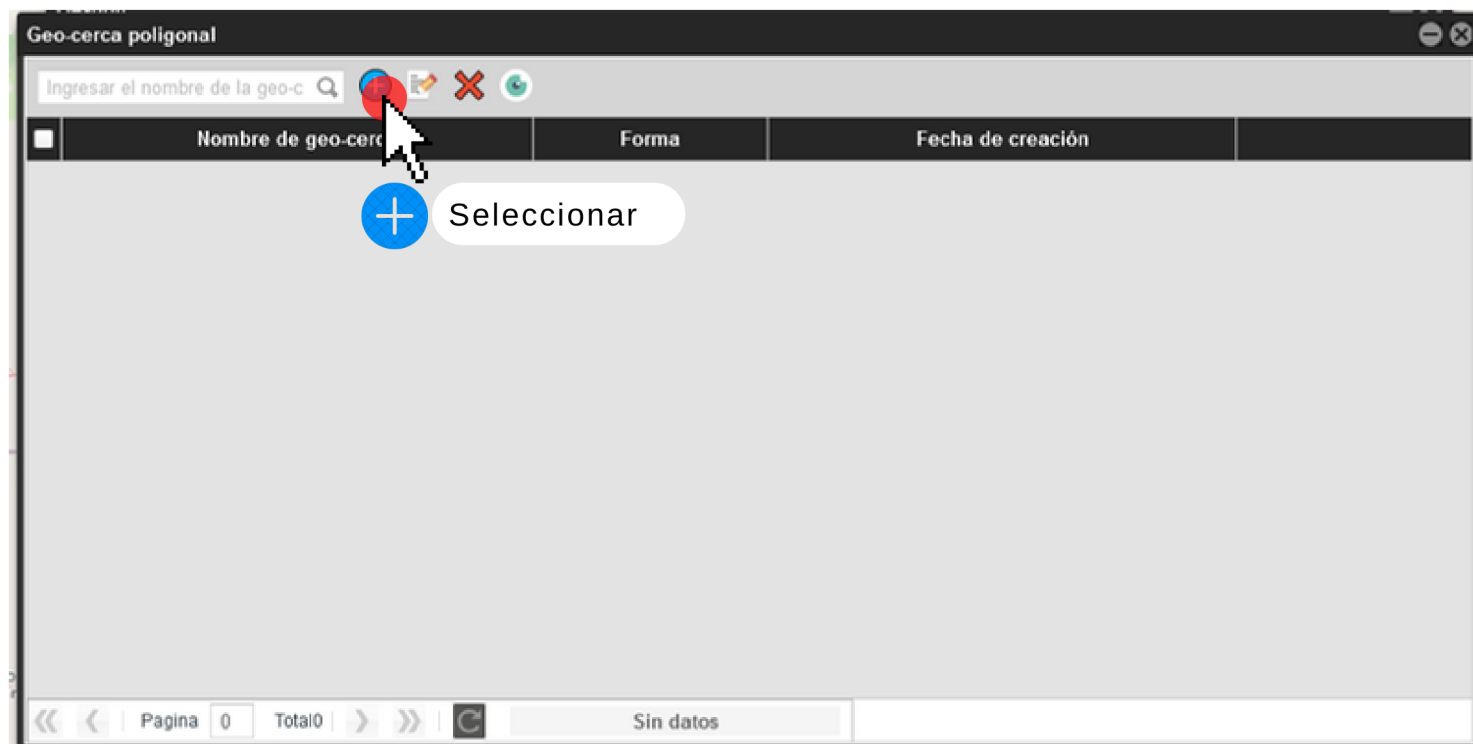 Geo-cerca poligonal
Ingresar el nombre de la geo-c
Nombre de geo-cerc Forma Fecha de creación
Seleccionar
Pagina 0 Total0 Sin datos